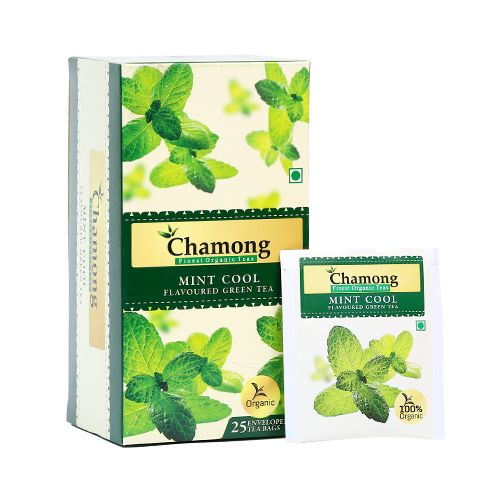 Chamong
Finest Organic Teas
MINT COOL
FLAVOURED GREEN TEA
Organic
25 ENVELOPE
TEA BAGS
Chamong
Chamong
Finest Organic Teas
MINT COOL
FLAVOURED GREEN TEA
100%
Organic